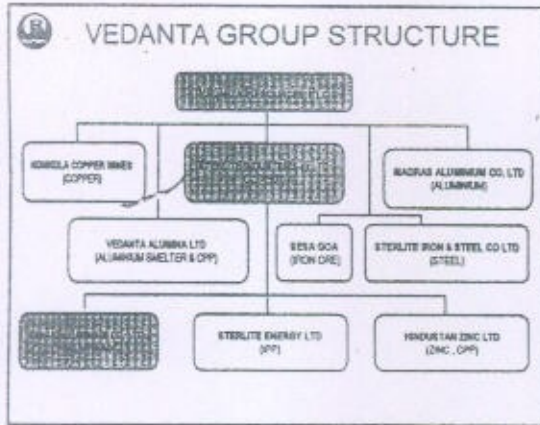 VEDANTA GROUP STRUCTURE
KONKOLA COPPER MINES
(COPPER)
MADRAS ALUMINIUM CO. LTD
(ALUMINIUM)
VEDANTA ALUMINA LTD
(ALUMINIUM SMELTER & CPP)
SESA GOA
(IRON ORE)
STERLITE IRON & STEEL CO LTD
(STEEL)
STERLITE ENERGY LTD
(IPP)
HINDUSTAN ZINC LTD
(ZINC, CPP)